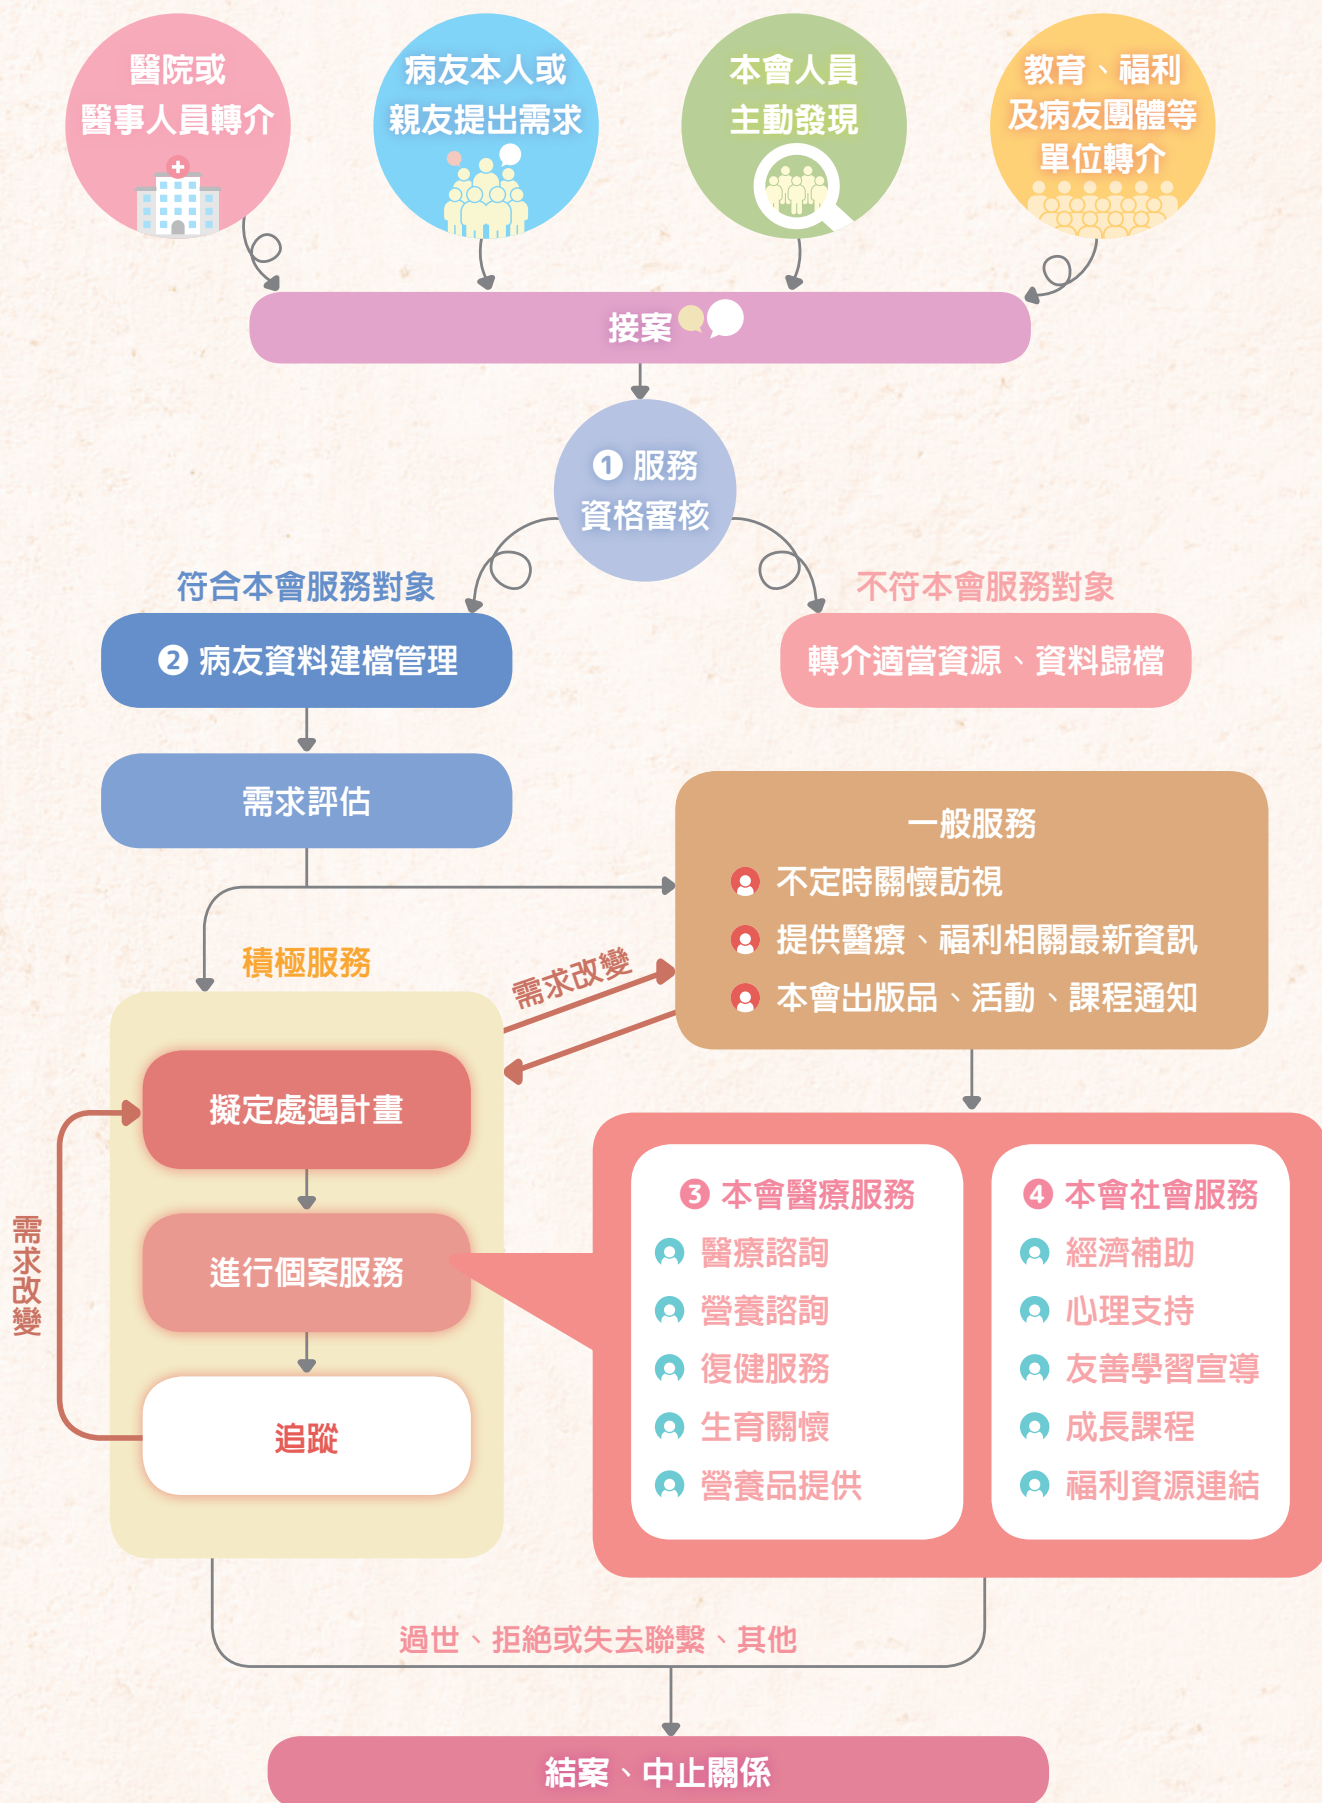 醫院或
醫事人員轉介
病友本人或
親友提出需求
本會人員
主動發現
教育、福利
及病友團體等
單位轉介
接案
❶ 服務
資格審核
符合本會服務對象
不符本會服務對象
❷ 病友資料建檔管理
轉介適當資源、資料歸檔
需求評估
一般服務
不定時關懷訪視
提供醫療、福利相關最新資訊
本會出版品、活動、課程通知
積極服務
需求改變
擬定處遇計畫
進行個案服務
追蹤
需求改變
❸ 本會醫療服務
醫療諮詢
營養諮詢
復健服務
生育關懷
營養品提供
❹ 本會社會服務
經濟補助
心理支持
友善學習宣導
成長課程
福利資源連結
過世、拒絕或失去聯繫、其他
結案、中止關係